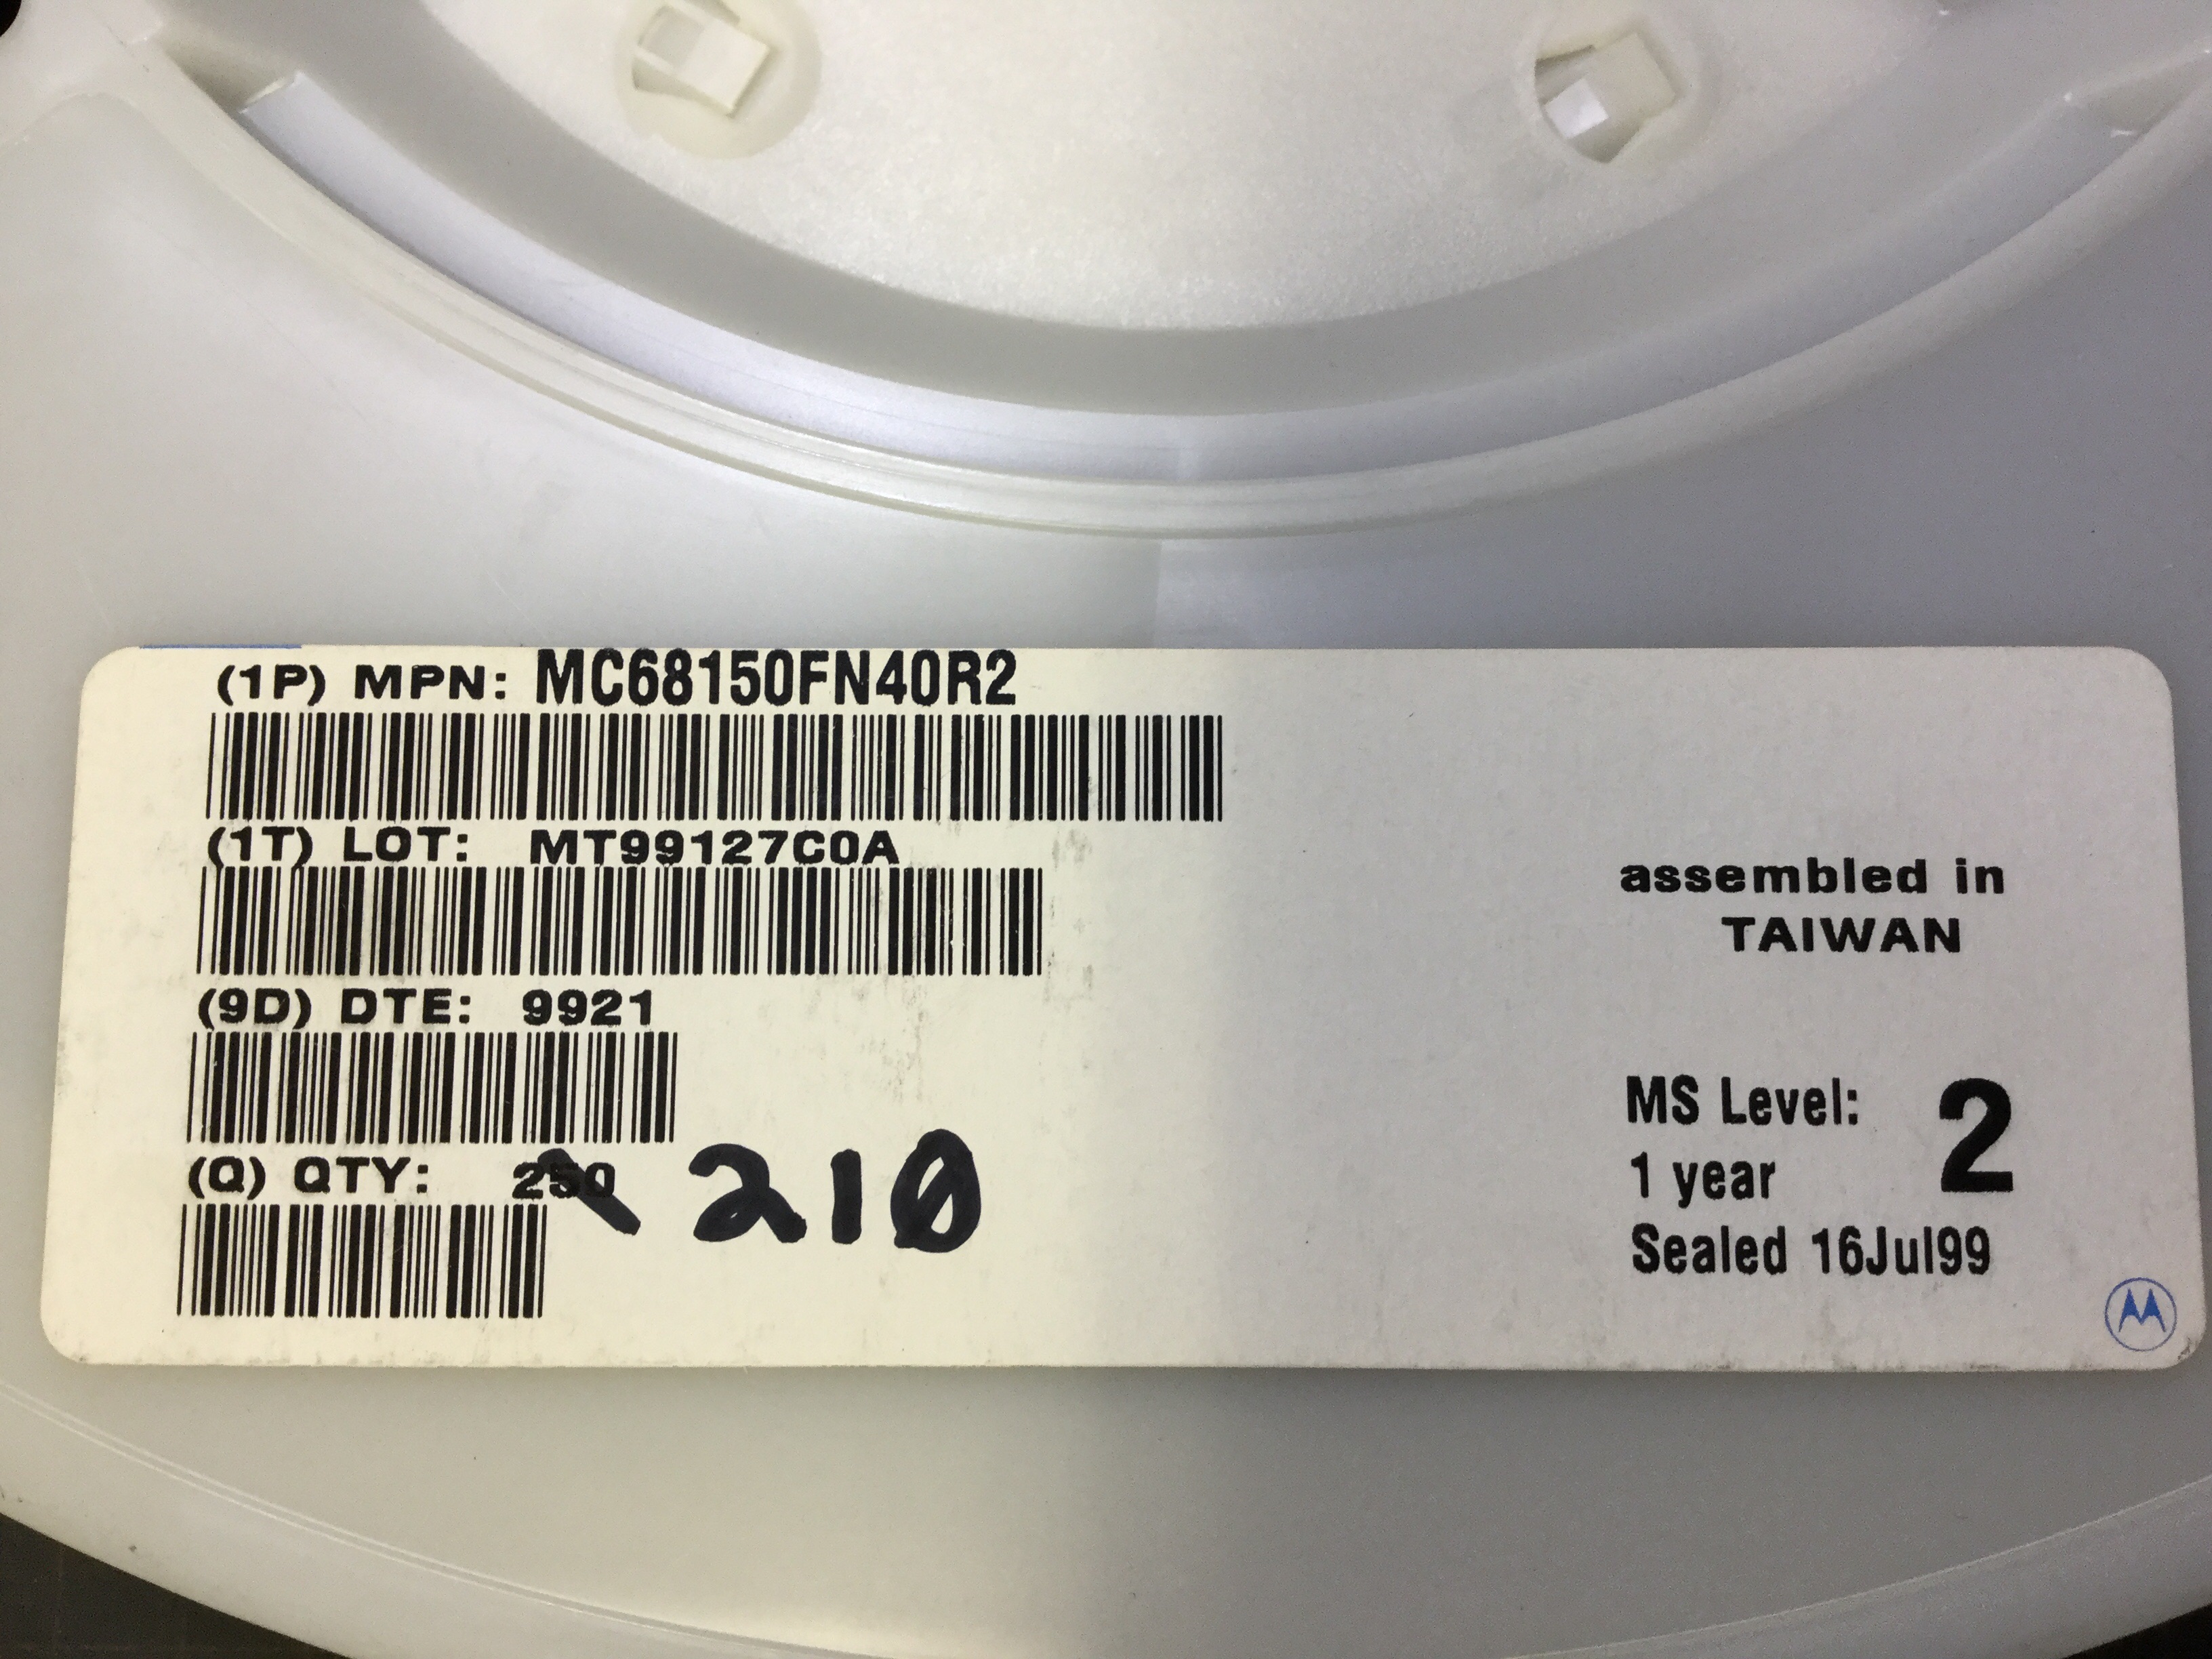 (1P) MPN: MC68150FN40R2
(1T) LOT: MT99127C0A
(9D) DTE: 9921
(Q) QTY: 250 210
assembled in
TAIWAN
MS Level: 2
1 year
Sealed 16Jul99